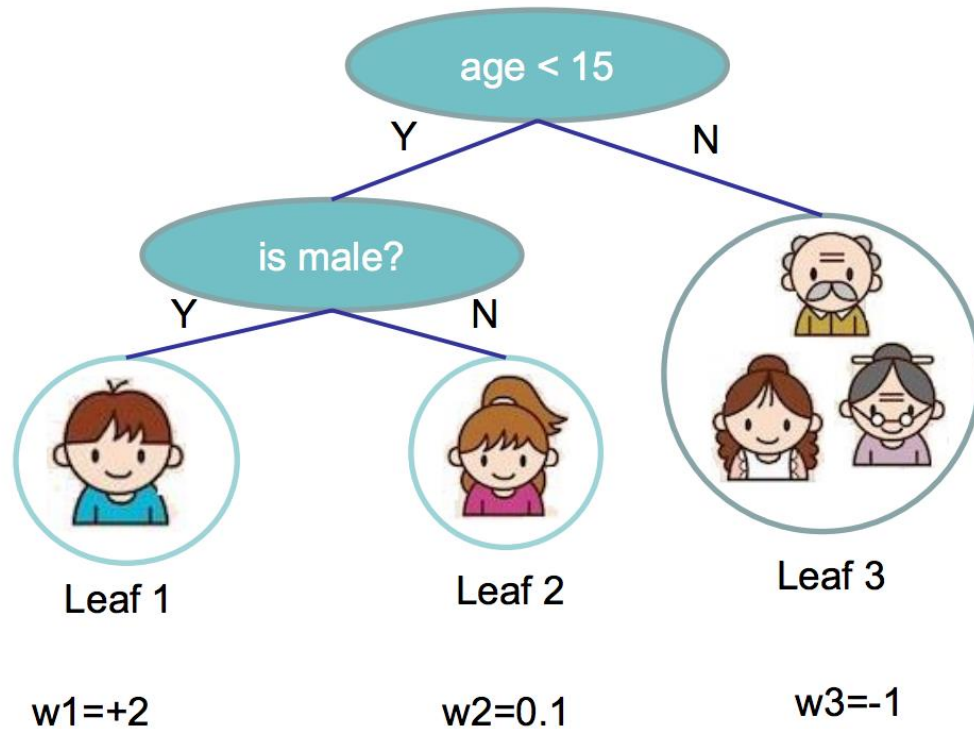 age < 15
Y
N
is male?
Y
N
Leaf 1
Leaf 2
Leaf 3
w1=+2
w2=0.1
w3=-1